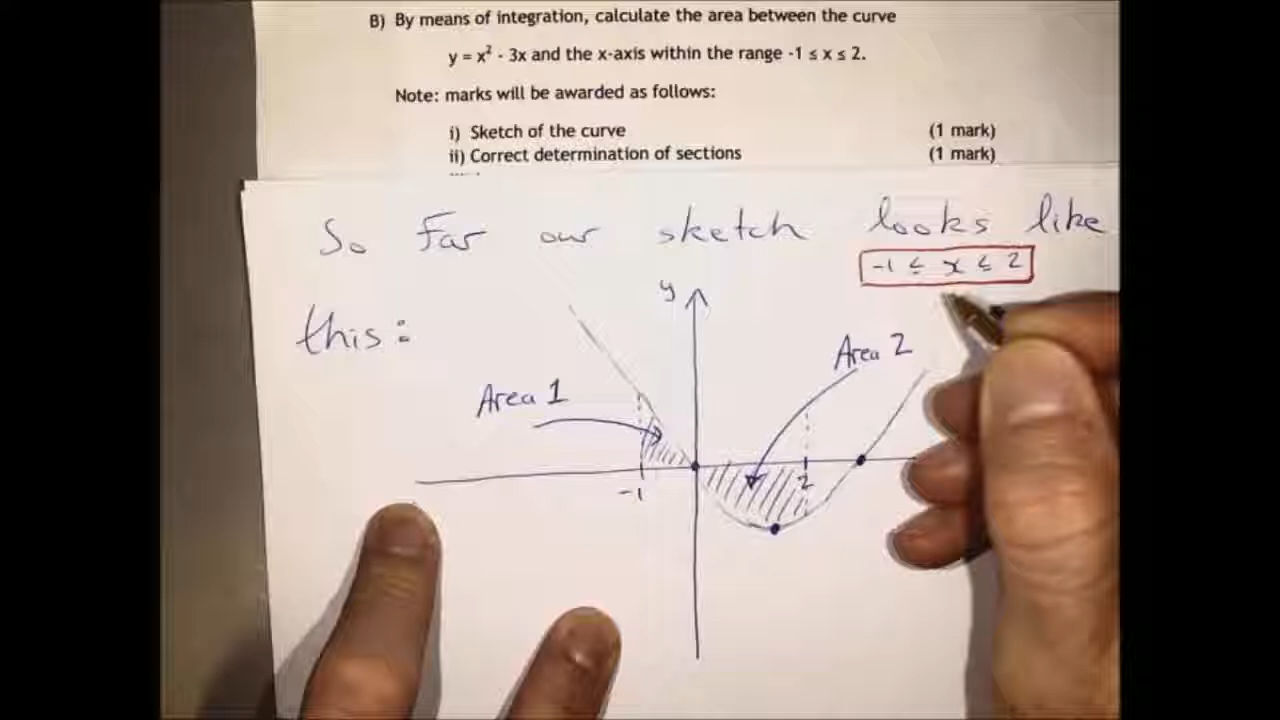 B) By means of integration, calculate the area between the curve
y = x² - 3x and the x-axis within the range -1 ≤ x ≤ 2.
Note: marks will be awarded as follows:
i) Sketch of the curve (1 mark)
ii) Correct determination of sections (1 mark)
So Far our sketch looks like
-1 ≤ x ≤ 2
this:
y
Area 2
Area 1
-1
2